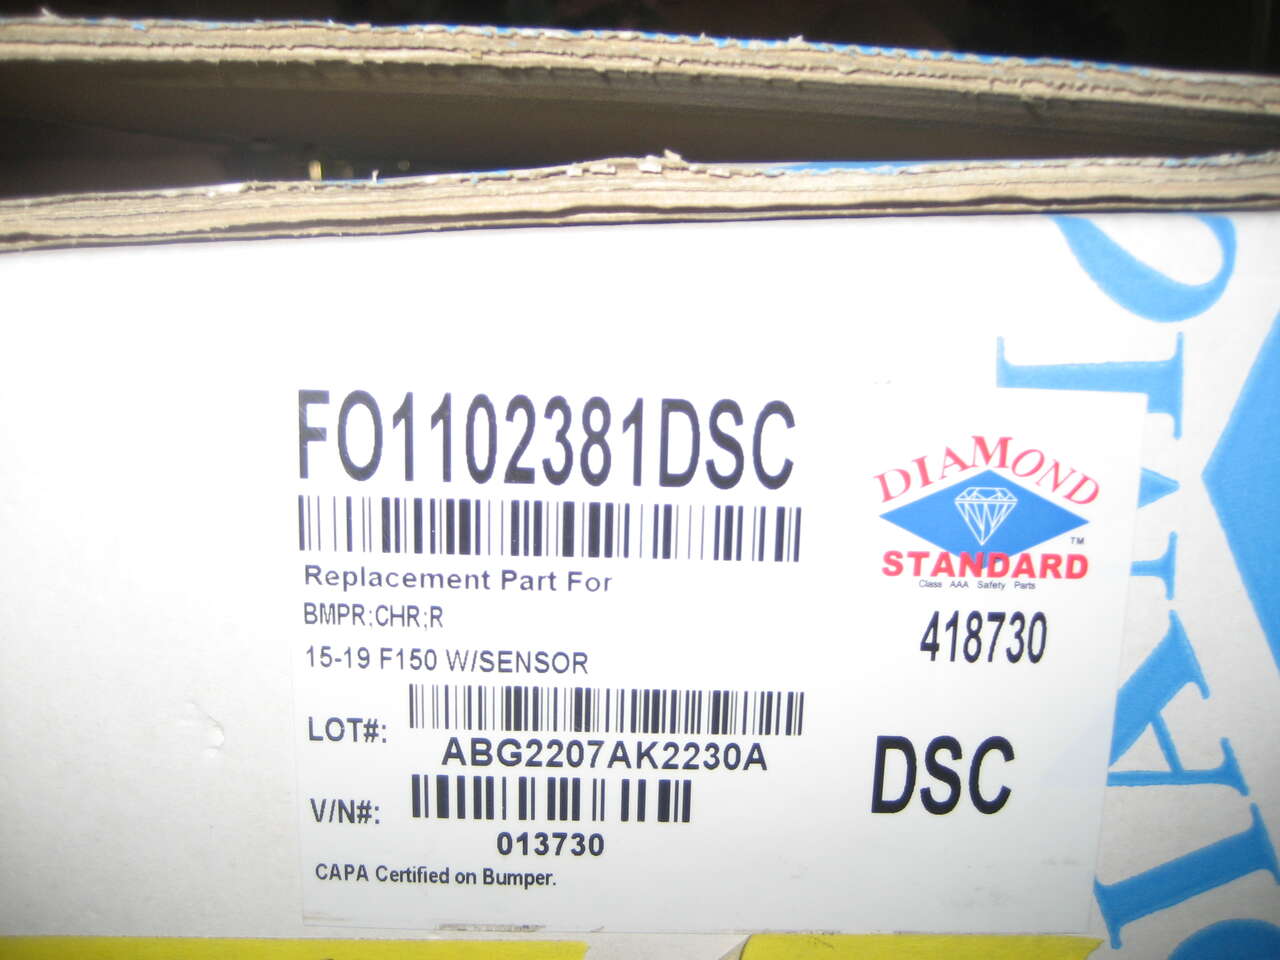 FO1102381DSC
Replacement Part For
BMPR;CHR;R
15-19 F150 W/SENSOR
LOT#:
ABG2207AK2230A
V/N#:
013730
CAPA Certified on Bumper.
DIAMOND
TM
STANDARD
Class AAA Safety Parts
418730
DSC